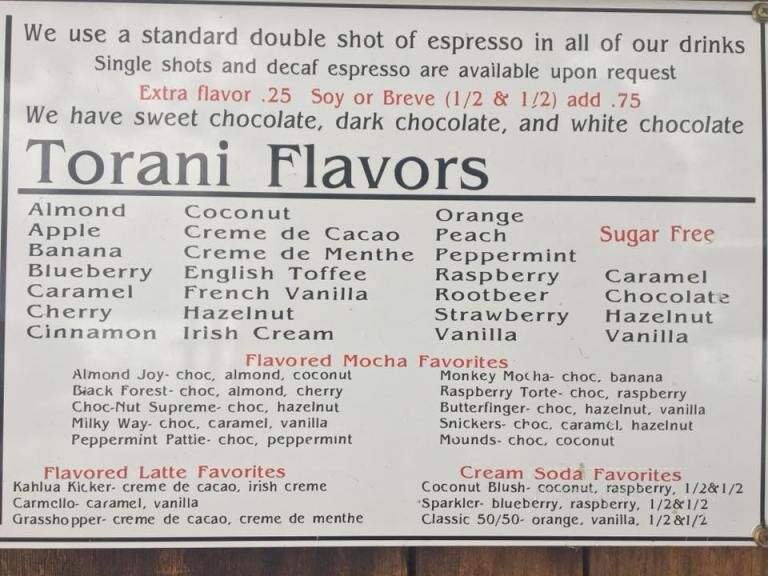 We use a standard double shot of espresso in all of our drinks
Single shots and decaf espresso are available upon request
Extra flavor .25 Soy or Breve (1/2 & 1/2) add .75
We have sweet chocolate, dark chocolate, and white chocolate
Torani Flavors
Almond Coconut Orange
Apple Creme de Cacao Peach Sugar Free
Banana Creme de Menthe Peppermint
Blueberry English Toffee Raspberry Caramel
Caramel French Vanilla Rootbeer Chocolate
Cherry Hazelnut Strawberry Hazelnut
Cinnamon Irish Cream Vanilla Vanilla
Flavored Mocha Favorites
Almond Joy- choc, almond, coconut Monkey Mocha- choc, banana
Black Forest- choc, almond, cherry Raspberry Torte- choc, raspberry
Choc-Nut Supreme- choc, hazelnut Butterfinger- choc, hazelnut, vanilla
Milky Way- choc, caramel, vanilla Snickers- choc, caramel, hazelnut
Peppermint Pattie- choc, peppermint Mounds- choc, coconut
Flavored Latte Favorites Cream Soda Favorites
Kahlua Kicker- creme de cacao, irish creme Coconut Blush- coconut, raspberry, 1/2&1/2
Carmello- caramel, vanilla Sparkler- blueberry, raspberry, 1/2&1/2
Grasshopper- creme de cacao, creme de menthe Classic 50/50- orange, vanilla, 1/2&1/2